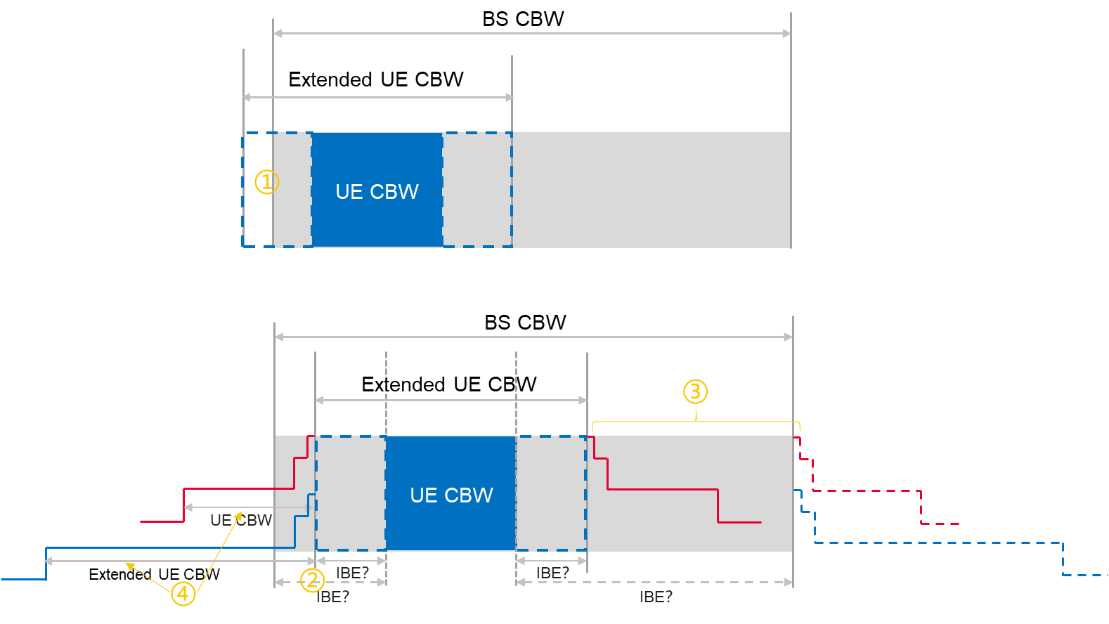 BS CBW
Extended UE CBW
①
UE CBW
BS CBW
Extended UE CBW
③
UE CBW
UE CBW
Extended UE CBW
④
②
IBE?
IBE?
IBE?
IBE?